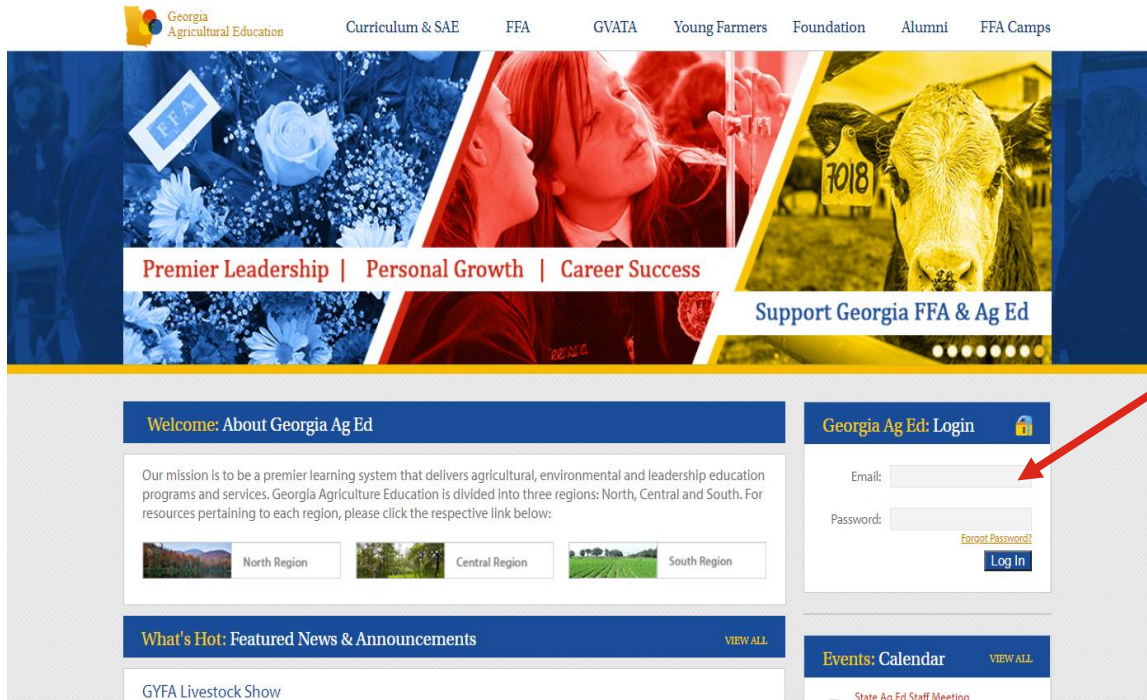 Georgia
Agricultural Education
Curriculum & SAE
FFA
GVATA
Young Farmers
Foundation
Alumni
FFA Camps
FFA
7018
Premier Leadership | Personal Growth | Career Success
Support Georgia FFA & Ag Ed
Welcome: About Georgia Ag Ed
Our mission is to be a premier learning system that delivers agricultural, environmental and leadership education
programs and services. Georgia Agriculture Education is divided into three regions: North, Central and South. For
resources pertaining to each region, please click the respective link below:
North Region
Central Region
South Region
What's Hot: Featured News & Announcements
VIEW ALL
GYFA Livestock Show
Georgia Ag Ed: Login
Email:
Password:
Forgot Password?
Log In
Events: Calendar
VIEW ALL
State Ag Ed Staff Meeting